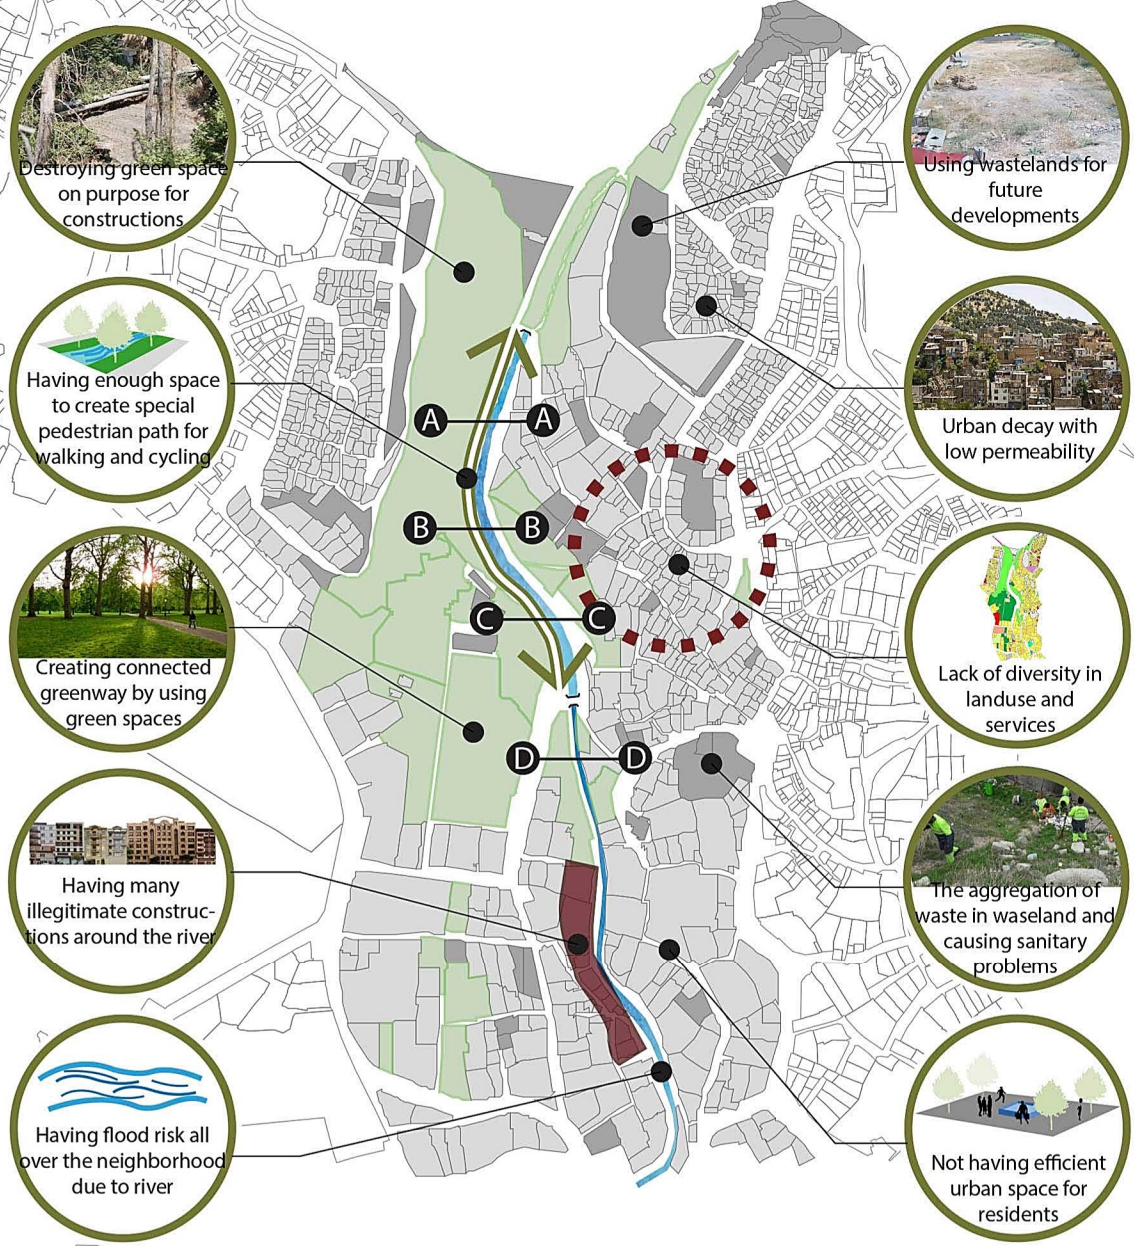 Destroying green space
on purpose for
constructions
Having enough space
to create special
pedestrian path for
walking and cycling
Creating connected
greenway by using
green spaces
Having many
illegitimate construc-
tions around the river
Having flood risk all
over the neighborhood
due to river
A A
B B
C C
D D
Using wastelands for
future
developments
Urban decay with
low permeability
Lack of diversity in
landuse and
services
The aggregation of
waste in waseland and
causing sanitary
problems
Not having efficient
urban space for
residents